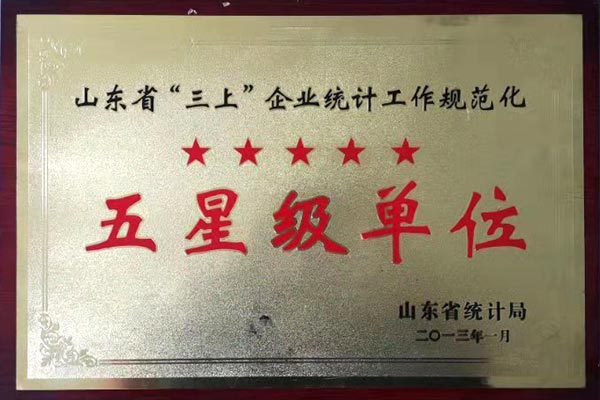 山东省“三上”企业统计工作规范化
★★★★★
五星级单位
山东省统计局
二〇一三年一月